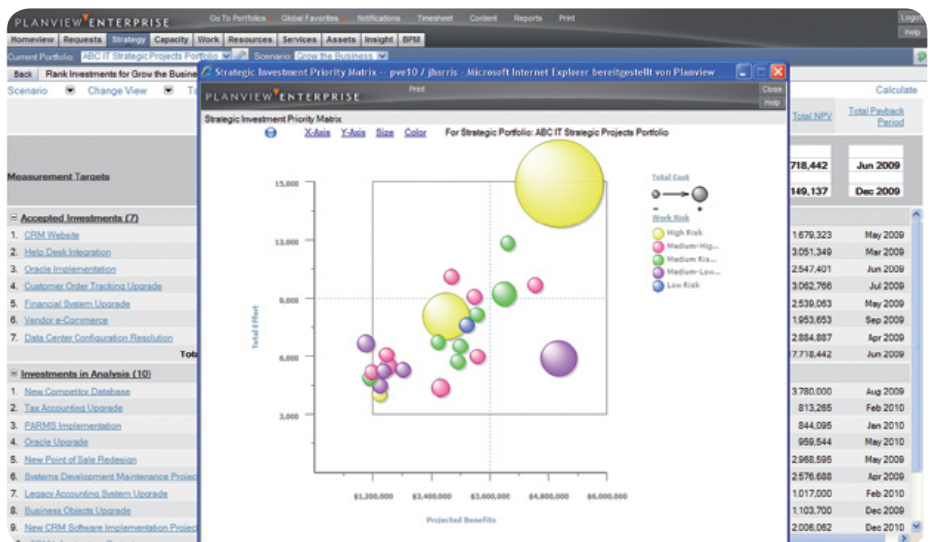 PLANVIEW ENTERPRISE
Go To Portfolios Global Favorites Notifications Timesheet Content Reports Print
Logon
Help
Homeview Requests Strategy Capacity Work Resources Services Assets Insight BPM
Current Portfolio: ABC IT Strategic Projects Portfolio Scenario: Grow the Business
Back Rank Investments for Grow the Busine
Scenario Change View
Calculate
Total NPV Total Payback Period
Measurement Targets
718,442 Jun 2009
149,137 Dec 2009
Accepted Investments (7)
1. CRM Website 1,679,323 May 2009
2. Help Desk Integration 3,051,349 Mar 2009
3. Oracle Implementation 2,547,401 Jun 2009
4. Customer Order Tracking Upgrade 3,062,766 Jul 2009
5. Financial System Upgrade 2,539,063 May 2009
6. Vendor e-Commerce 1,953,653 Sep 2009
7. Data Center Configuration Resolution 2,884,887 Apr 2009
Tota 7,718,442 Jun 2009
Investments in Analysis (10)
1. New Competitor Database 3,780,000 Aug 2009
2. Tax Accounting Upgrade 813,265 Feb 2010
3. PARMS Implementation 844,095 Jan 2010
4. Oracle Upgrade 959,544 May 2010
5. New Point of Sale Redesign 2,968,595 May 2009
6. Systems Development Maintenance Projec 2,576,688 Apr 2009
7. Legacy Accounting System Upgrade 1,017,000 Feb 2010
8. Business Objects Upgrade 1,103,700 Dec 2009
9. New CRM Software Implementation Project 2,006,062 Dec 2010
Strategic Investment Priority Matrix -- pve10 / jharris - Microsoft Internet Explorer bereitgestellt von Planview
PLANVIEW ENTERPRISE
Print
Close
Help
Strategic Investment Priority Matrix
X-Axis Y-Axis Size Color For Strategic Portfolio: ABC IT Strategic Projects Portfolio
Total Cost
- +
Work Risk
High Risk
Medium-Hig...
Medium Ris...
Medium-Low...
Low Risk
15,000
12,000
9,000
6,000
3,000
Total Effort
$1,200,000 $2,400,000 $3,600,000 $4,800,000 $6,000,000
Projected Benefits